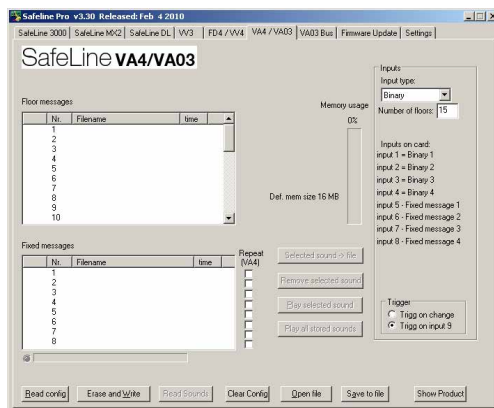 Safeline Pro v3.30 Released: Feb 4 2010
SafeLine 3000 SafeLine MX2 SafeLine DL VV3 FD4 / VV4 VA4 / VA03 VA03 Bus Firmware Update Settings
SafeLine VA4/VA03
Floor messages
Nr. Filename time
1
2
3
4
5
6
7
8
9
10
Memory usage
0%
Def. mem size 16 MB
Fixed messages
Nr. Filename time
1
2
3
4
5
6
7
8
Repeat
(VA4)
Selected sound -> file
Remove selected sound
Play selected sound
Play all stored sounds
Inputs
Input type:
Binary
Number of floors: 15
Inputs on card:
input 1 = Binary 1
input 2 = Binary 2
input 3 = Binary 3
input 4 = Binary 4
input 5 - Fixed message 1
input 6 - Fixed message 2
input 7 - Fixed message 3
input 8 - Fixed message 4
Trigger
Trigg on change
Trigg on input 9
Read config Erase and Write Read Sounds Clear Config Open file Save to file Show Product